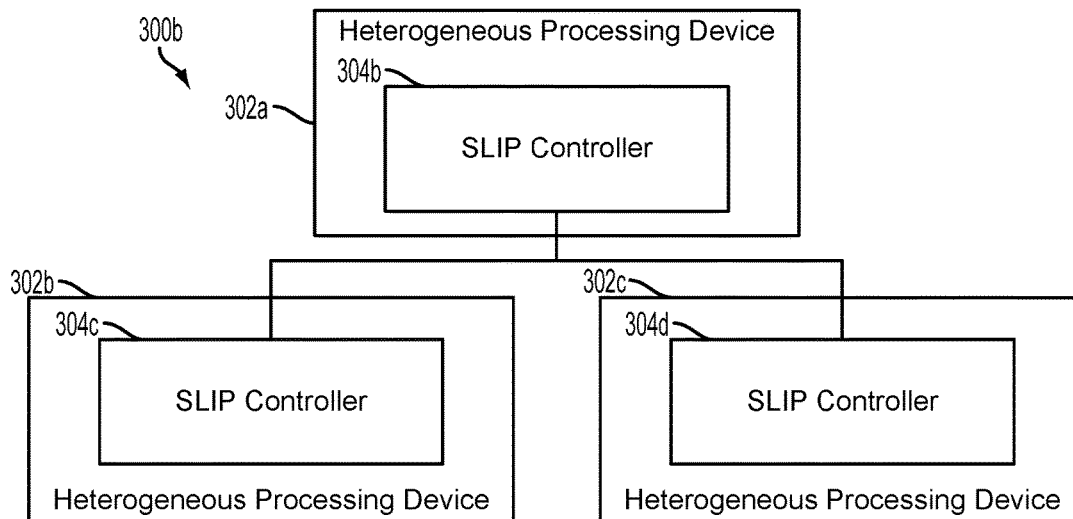 300b
Heterogeneous Processing Device
304b
302a
SLIP Controller
302b
302c
304c
304d
SLIP Controller
SLIP Controller
Heterogeneous Processing Device
Heterogeneous Processing Device